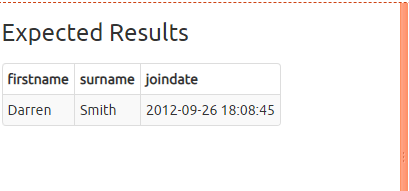 Expected Results
firstname surname joindate
Darren Smith 2012-09-26 18:08:45